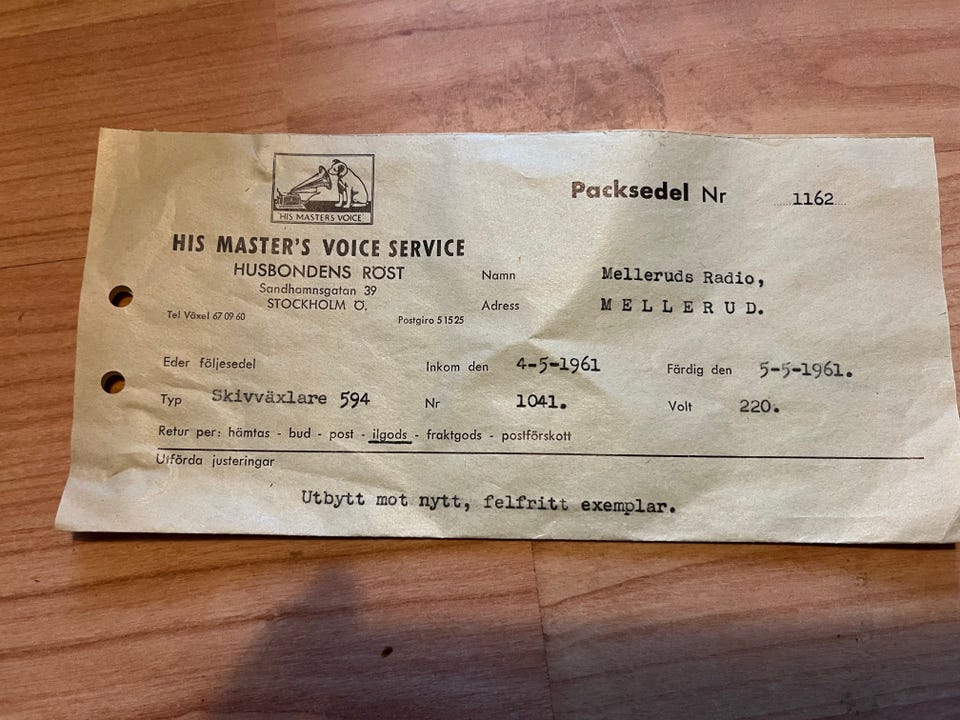 HIS MASTER'S VOICE
Packsedel Nr 1162
HIS MASTER'S VOICE SERVICE
HUSBONDENS RÖST
Sandhamnsgatan 39
STOCKHOLM Ö.
Tel Växel 67 09 60 Postgiro 5 15 25
Namn Melleruds Radio,
Adress MELLERUD.
Eder följesedel Inkom den 4-5-1961 Färdig den 5-5-1961.
Typ Skivväxlare 594 Nr 1041. Volt 220.
Retur per: hämtas - bud - post - ilgods - fraktgods - postförskott
Utförda justeringar
Utbytt mot nytt, felfritt exemplar.